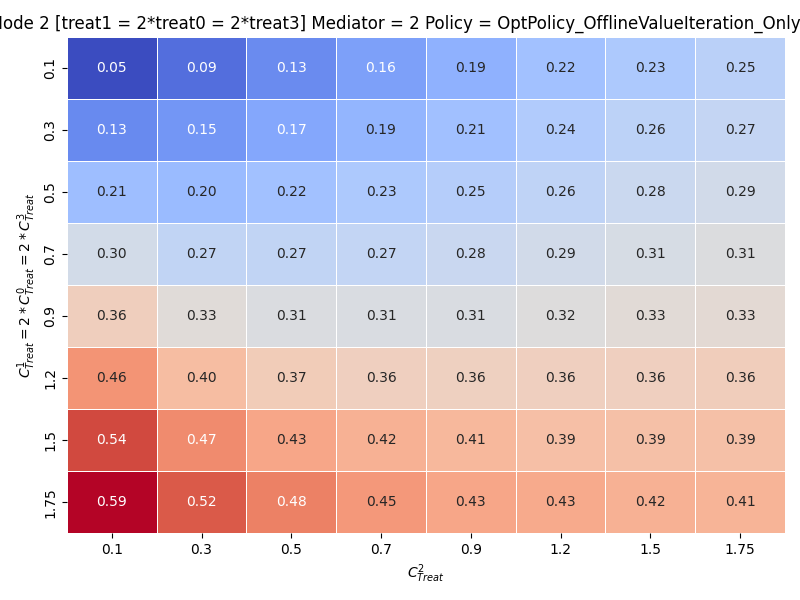 ode 2 [treat1 = 2*treat0 = 2*treat3] Mediator = 2 Policy = OptPolicy_OfflineValueIteration_Only
0.1 0.05 0.09 0.13 0.16 0.19 0.22 0.23 0.25
0.3 0.13 0.15 0.17 0.19 0.21 0.24 0.26 0.27
0.5 0.21 0.20 0.22 0.23 0.25 0.26 0.28 0.29
0.7 0.30 0.27 0.27 0.27 0.28 0.29 0.31 0.31
0.9 0.36 0.33 0.31 0.31 0.31 0.32 0.33 0.33
1.2 0.46 0.40 0.37 0.36 0.36 0.36 0.36 0.36
1.5 0.54 0.47 0.43 0.42 0.41 0.39 0.39 0.39
1.75 0.59 0.52 0.48 0.45 0.43 0.43 0.42 0.41
0.1 0.3 0.5 0.7 0.9 1.2 1.5 1.75
C^2_{Treat}
C^1_{Treat} = 2 * C^0_{Treat} = 2 * C^3_{Treat}